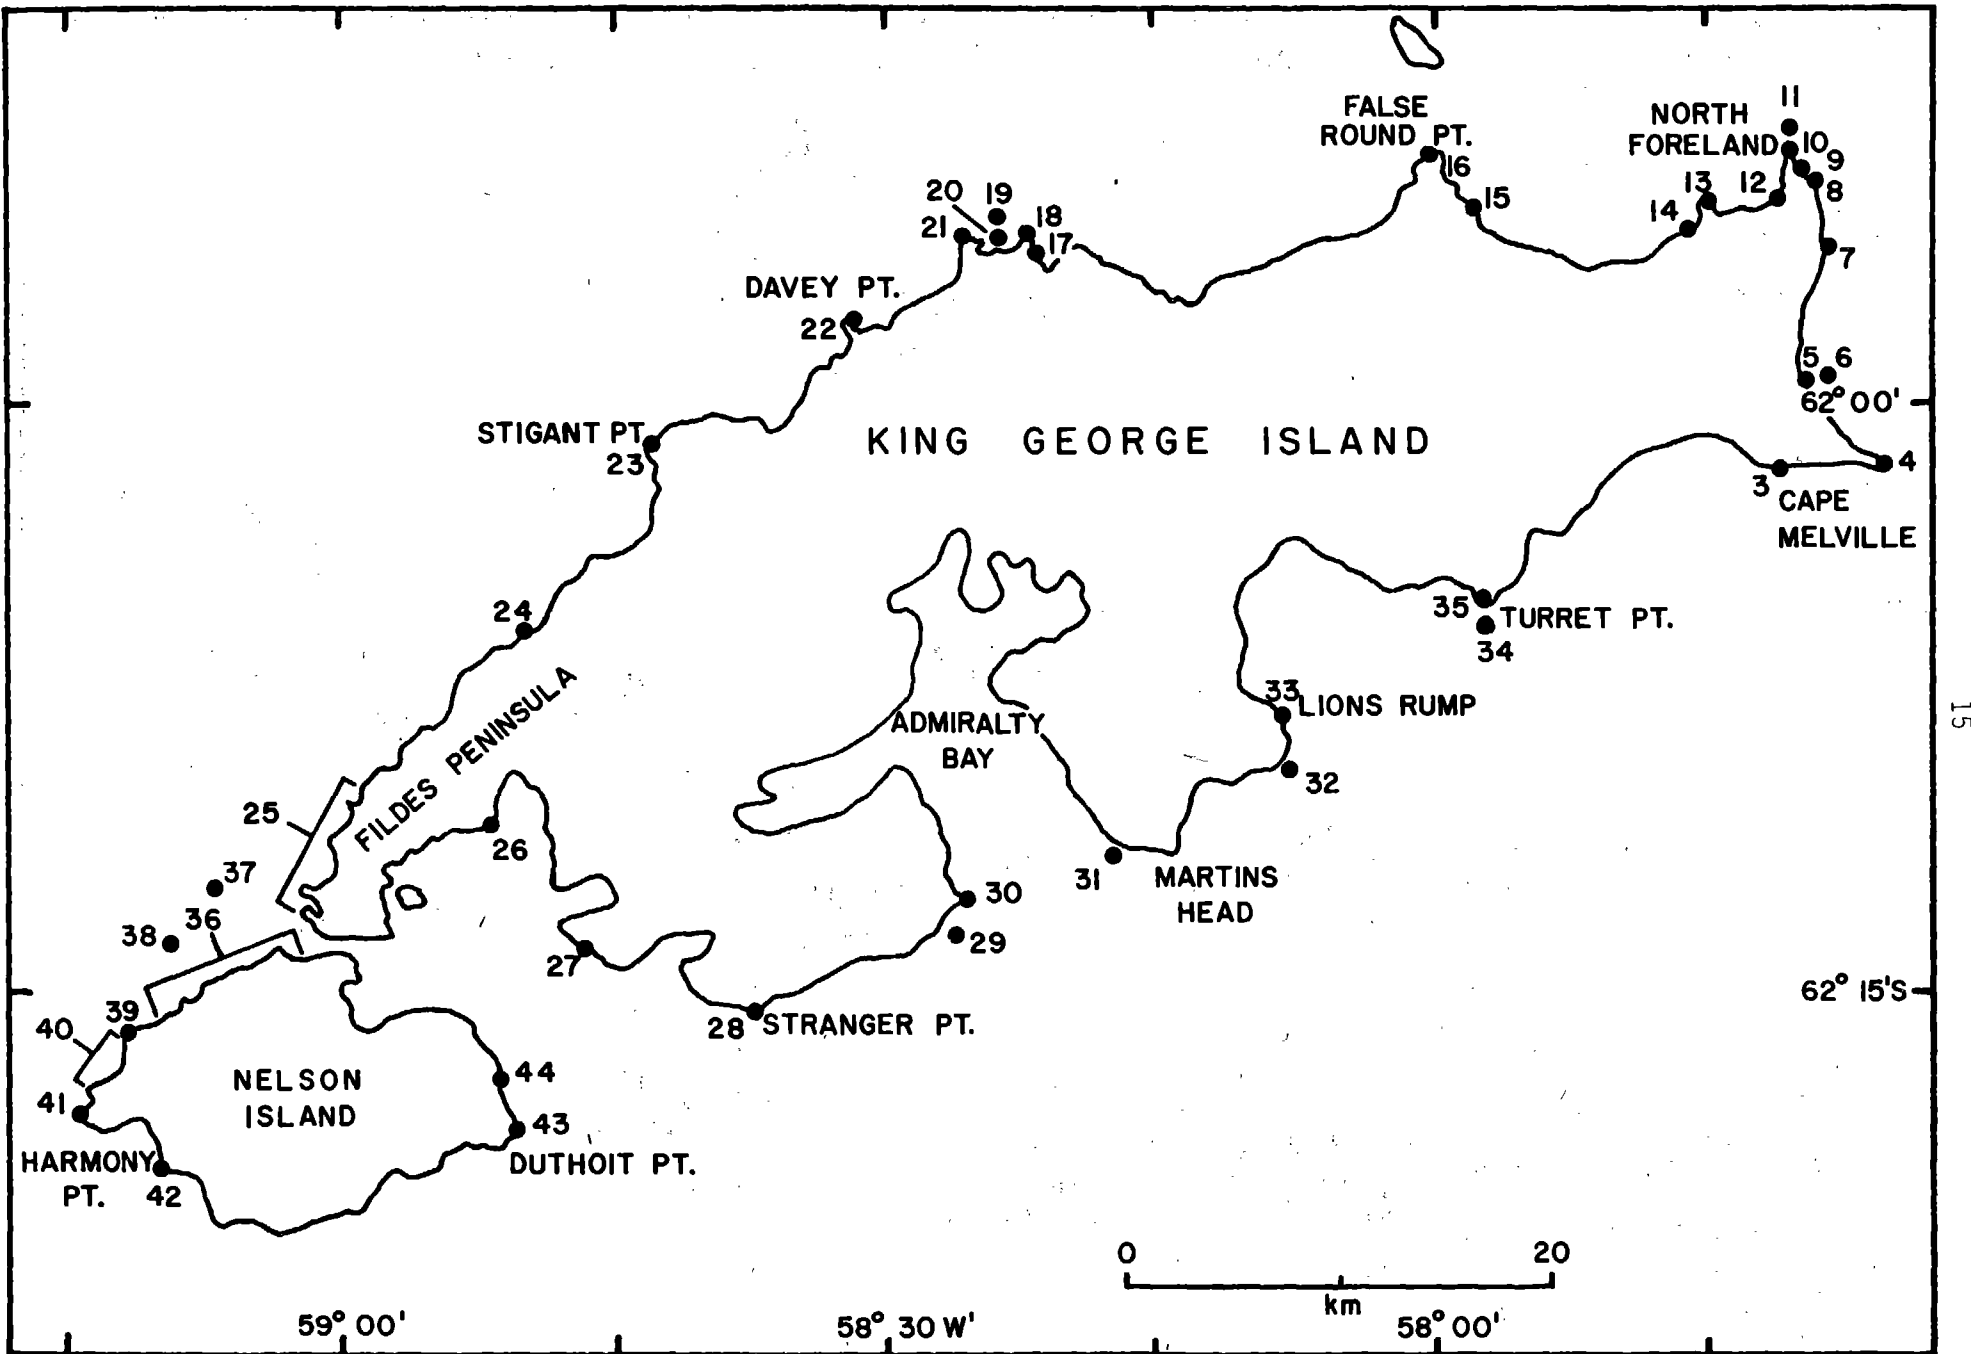 FALSE
ROUND PT.
NORTH
FORELAND
11
10
9
8
12
13
14
16
15
7
20
19
18
21
17
DAVEY PT.
22
5
6
62° 00'
STIGANT PT.
23
KING GEORGE ISLAND
4
3
CAPE
MELVILLE
24
35
TURRET PT.
34
FILDES PENINSULA
33
LIONS RUMP
ADMIRALTY
BAY
32
15
25
26
37
31
MARTINS
HEAD
30
36
38
29
27
62° 15'S
39
28
STRANGER PT.
40
NELSON
ISLAND
44
41
43
HARMONY
PT.
42
DUTHOIT PT.
0
20
km
59° 00'
58° 30 W'
58° 00'